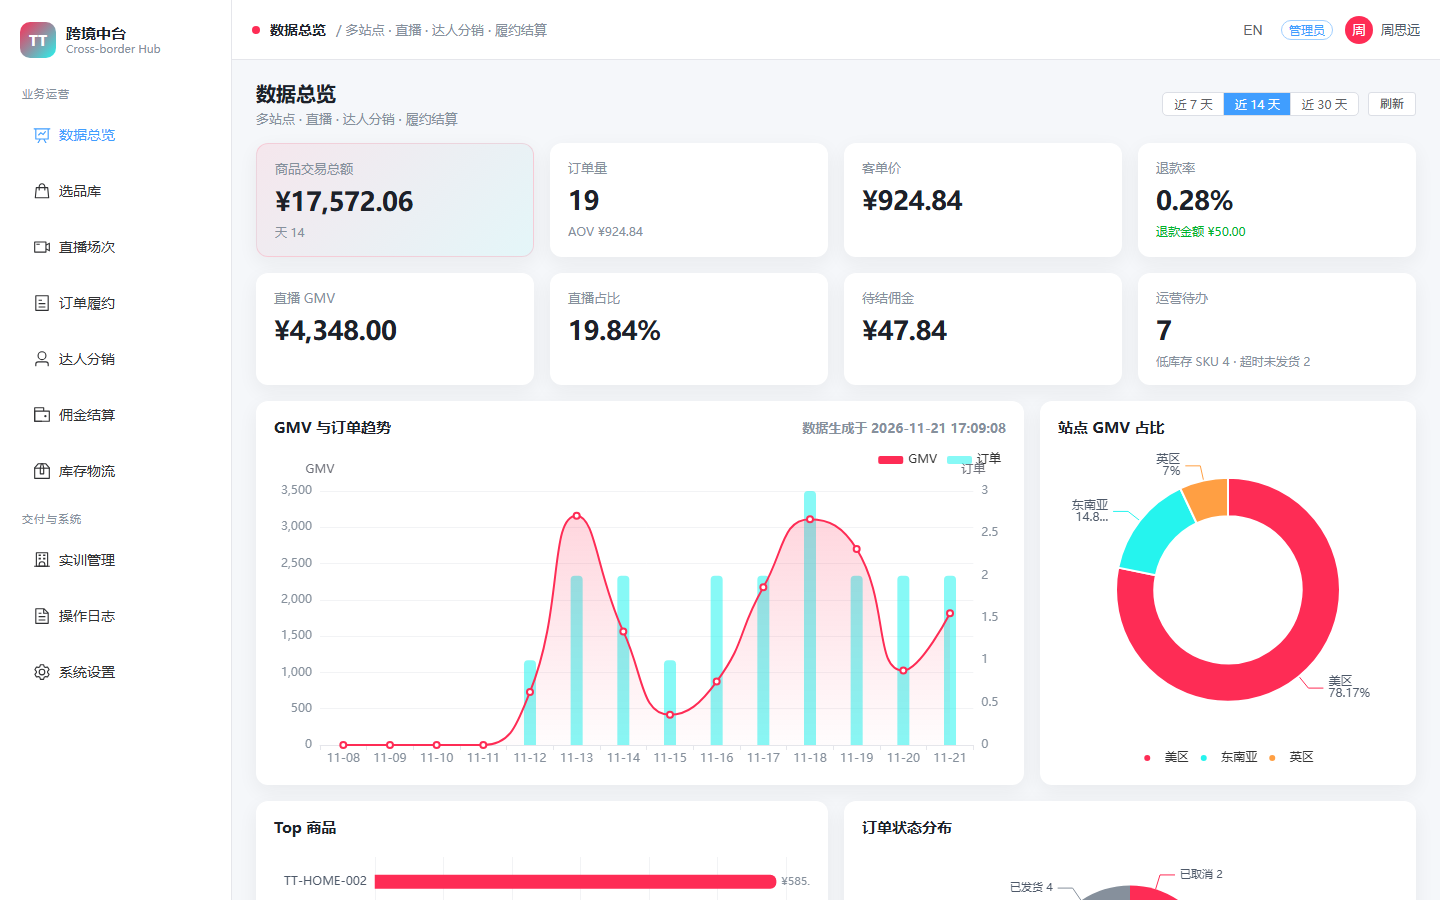 TT
跨境中台
Cross-border Hub
业务运营
数据总览
选品库
直播场次
订单履约
达人分销
佣金结算
库存物流
交付与系统
实训管理
操作日志
系统设置
数据总览 / 多站点 · 直播 · 达人分销 · 履约结算
EN 管理员 周 周思远
数据总览
多站点 · 直播 · 达人分销 · 履约结算
近 7 天 近 14 天 近 30 天 刷新
商品交易总额
¥17,572.06
天 14
订单量
19
AOV ¥924.84
客单价
¥924.84
退款率
0.28%
退款金额 ¥50.00
直播 GMV
¥4,348.00
直播占比
19.84%
待结佣金
¥47.84
运营待办
7
低库存 SKU 4 · 超时未发货 2
GMV 与订单趋势
数据生成于 2026-11-21 17:09:08
GMV 订单
GMV
订单
3,500
3,000
2,500
2,000
1,500
1,000
500
0
3
2.5
2
1.5
1
0.5
0
11-08 11-09 11-10 11-11 11-12 11-13 11-14 11-15 11-16 11-17 11-18 11-19 11-20 11-21
站点 GMV 占比
英区
7%
东南亚
14.8...
美区
78.17%
美区 东南亚 英区
Top 商品
TT-HOME-002
¥585.
订单状态分布
已取消 2
已发货 4